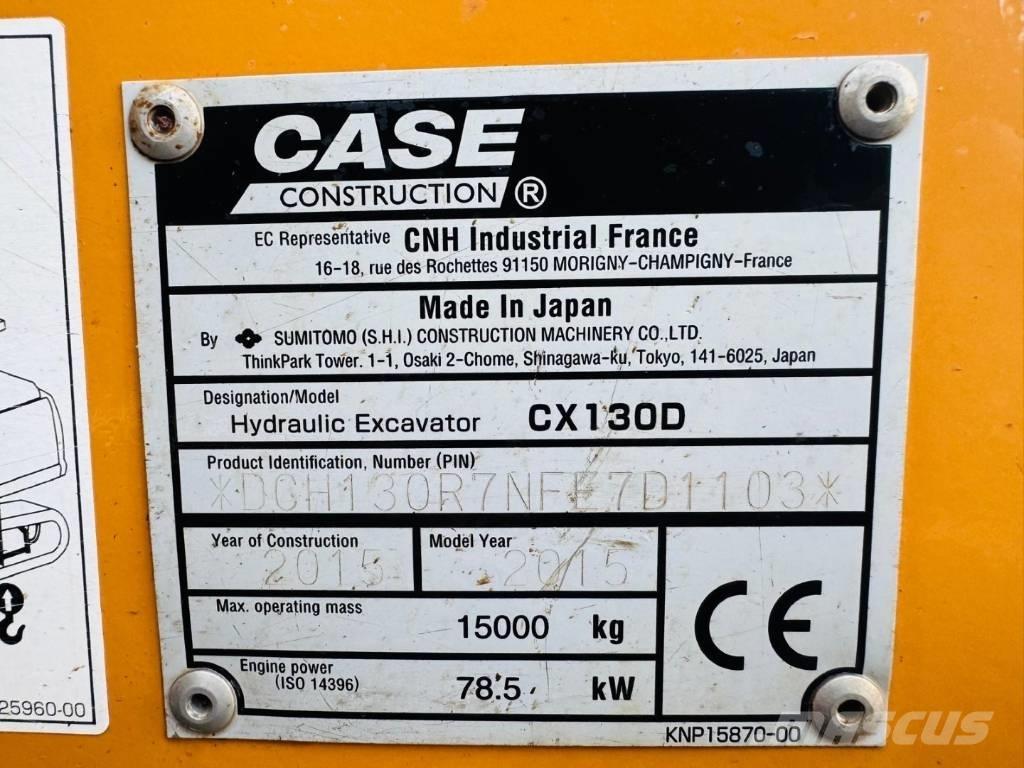 CASE
CONSTRUCTION ®
EC Representative CNH Industrial France
16-18, rue des Rochettes 91150 MORIGNY-CHAMPIGNY-France
Made In Japan
By SUMITOMO (S.H.I.) CONSTRUCTION MACHINERY CO.,LTD.
ThinkPark Tower. 1-1, Osaki 2-Chome, Shinagawa-ku, Tokyo, 141-6025, Japan
Designation/Model
Hydraulic Excavator CX130D
Product Identification, Number (PIN)
*DCH130R7NFE7D1103*
Year of Construction Model Year
2015 2015
Max. operating mass
15000 kg
Engine power
(ISO 14396)
78.5 kW
CE
KNP15870-00
25960-00
MASCUS